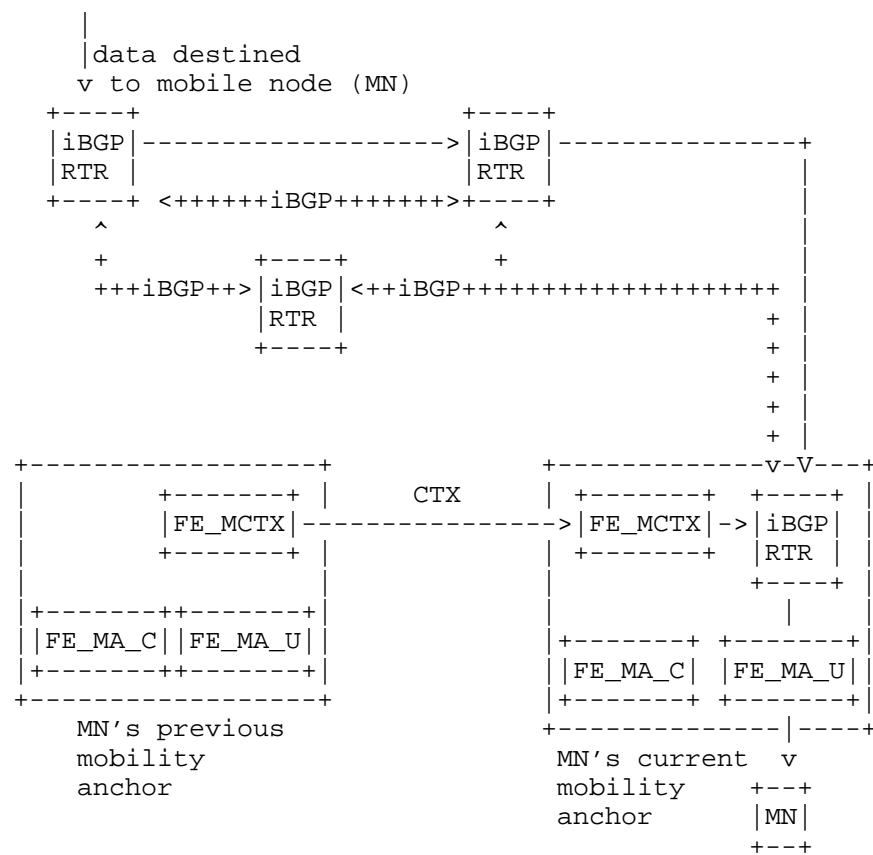 data destined
v to mobile node (MN)
iBGP iBGP
RTR RTR
iBGP
iBGP iBGP iBGP
RTR
v V
CTX
FE_MCTX FE_MCTX iBGP
RTR
FE_MA_C FE_MA_U
FE_MA_C FE_MA_U
MN's previous
mobility
anchor
MN's current v
mobility
anchor MN